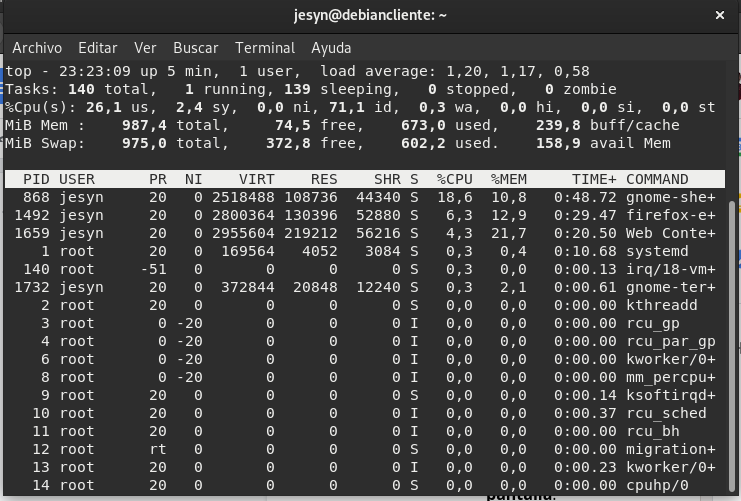 jesyn@debiancliente: ~ ×
Archivo Editar Ver Buscar Terminal Ayuda
top - 23:23:09 up 5 min, 1 user, load average: 1,20, 1,17, 0,58
Tasks: 140 total, 1 running, 139 sleeping, 0 stopped, 0 zombie
%Cpu(s): 26,1 us, 2,4 sy, 0,0 ni, 71,1 id, 0,3 wa, 0,0 hi, 0,0 si, 0,0 st
MiB Mem : 987,4 total, 74,5 free, 673,0 used, 239,8 buff/cache
MiB Swap: 975,0 total, 372,8 free, 602,2 used. 158,9 avail Mem
PID USER PR NI VIRT RES SHR S %CPU %MEM TIME+ COMMAND
868 jesyn 20 0 2518488 108736 44340 S 18,6 10,8 0:48.72 gnome-she+
1492 jesyn 20 0 2800364 130396 52880 S 6,3 12,9 0:29.47 firefox-e+
1659 jesyn 20 0 2955604 219212 56216 S 4,3 21,7 0:20.50 Web Conte+
1 root 20 0 169564 4052 3084 S 0,3 0,4 0:10.68 systemd
140 root -51 0 0 0 0 S 0,3 0,0 0:00.13 irq/18-vm+
1732 jesyn 20 0 372844 20848 12240 S 0,3 2,1 0:00.61 gnome-ter+
2 root 20 0 0 0 0 S 0,0 0,0 0:00.00 kthreadd
3 root 0 -20 0 0 0 I 0,0 0,0 0:00.00 rcu_gp
4 root 0 -20 0 0 0 I 0,0 0,0 0:00.00 rcu_par_gp
6 root 0 -20 0 0 0 I 0,0 0,0 0:00.00 kworker/0+
8 root 0 -20 0 0 0 I 0,0 0,0 0:00.00 mm_percpu+
9 root 20 0 0 0 0 S 0,0 0,0 0:00.14 ksoftirqd+
10 root 20 0 0 0 0 I 0,0 0,0 0:00.37 rcu_sched
11 root 20 0 0 0 0 I 0,0 0,0 0:00.00 rcu_bh
12 root rt 0 0 0 0 S 0,0 0,0 0:00.00 migration+
13 root 20 0 0 0 0 I 0,0 0,0 0:00.23 kworker/0+
14 root 20 0 0 0 0 S 0,0 0,0 0:00.00 cpuhp/0